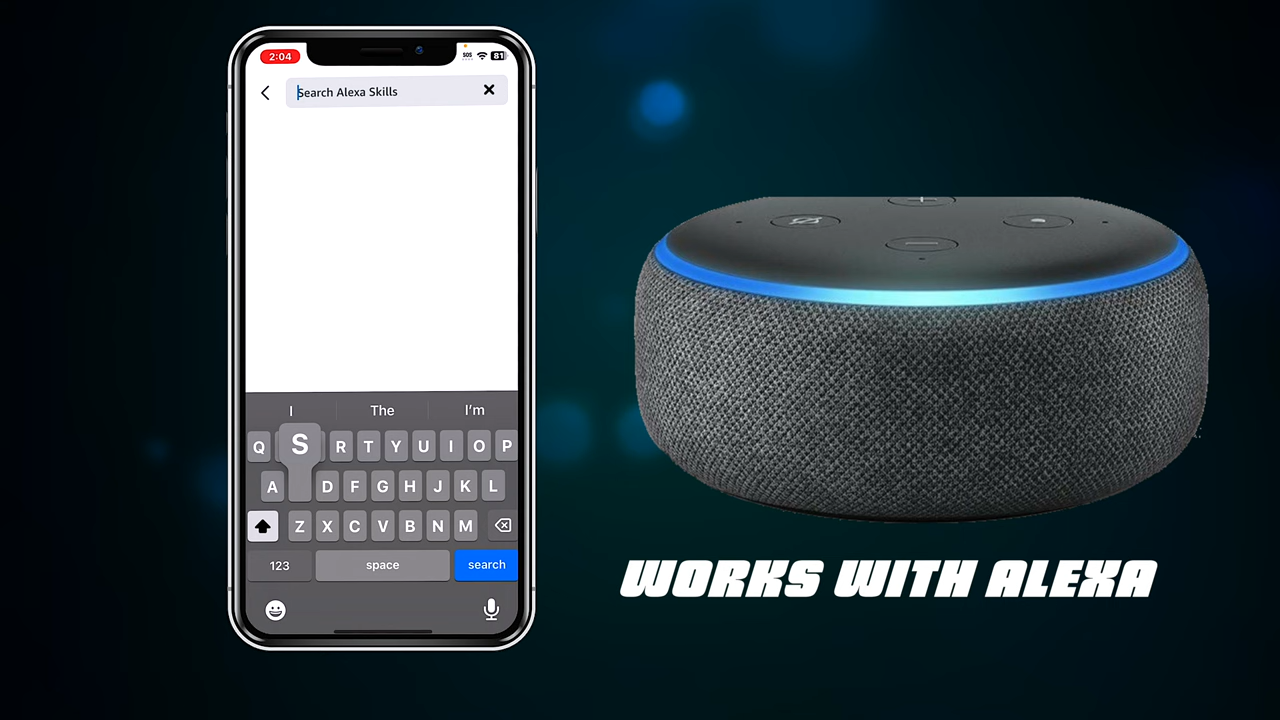 2:04
SOS
81
Search Alexa Skills
I The I'm
Q S R T Y U I O P
A D F G H J K L
Z X C V B N M
123 space search
WORKS WITH ALEXA